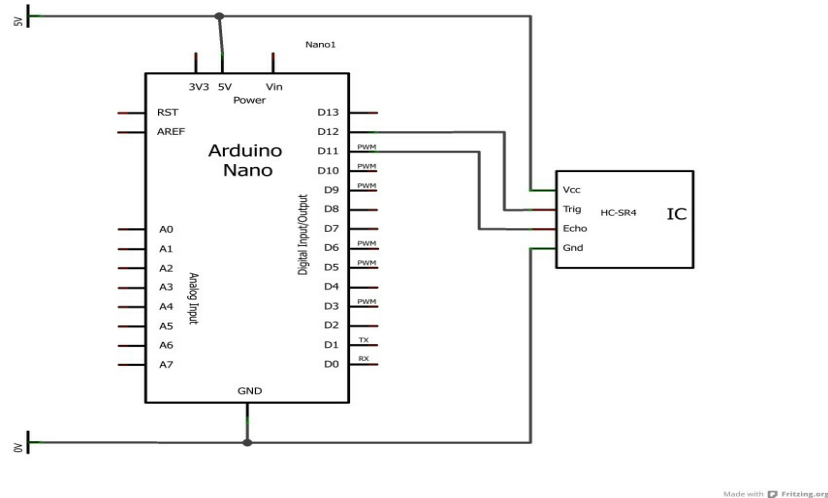 5V
Nano1
3V3 5V Vin
Power
RST
AREF
Arduino
Nano
A0
A1
A2
A3
A4
A5
A6
A7
Analog Input
Digital Input/Output
D13
D12
D11 PWM
D10 PWM
D9 PWM
D8
D7
D6 PWM
D5 PWM
D4
D3 PWM
D2
D1 TX
D0 RX
GND
Vcc
Trig
Echo
Gnd
HC-SR4
IC
0V
Made with Fritzing.org